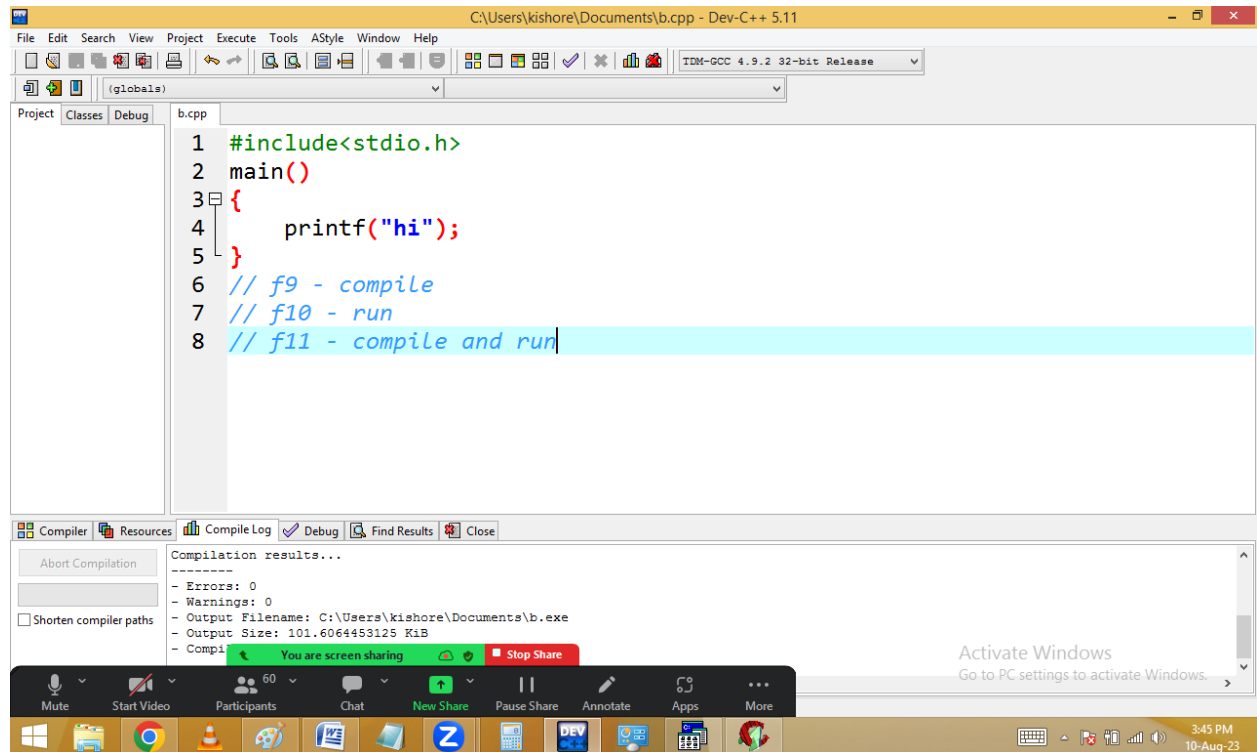 C:\Users\kishore\Documents\b.cpp - Dev-C++ 5.11
File Edit Search View Project Execute Tools AStyle Window Help
TDM-GCC 4.9.2 32-bit Release
(globals)
Project Classes Debug b.cpp
1 #include<stdio.h>
2 main()
3 {
4 printf("hi");
5 }
6 // f9 - compile
7 // f10 - run
8 // f11 - compile and run
Compiler Resources Compile Log Debug Find Results Close
Abort Compilation
Shorten compiler paths
Compilation results...
--------
- Errors: 0
- Warnings: 0
- Output Filename: C:\Users\kishore\Documents\b.exe
- Output Size: 101.6064453125 KiB
- Compi
You are screen sharing Stop Share
Activate Windows
Go to PC settings to activate Windows.
60
Mute Start Video Participants Chat New Share Pause Share Annotate Apps More
W Z DEV
3:45 PM
10-Aug-23